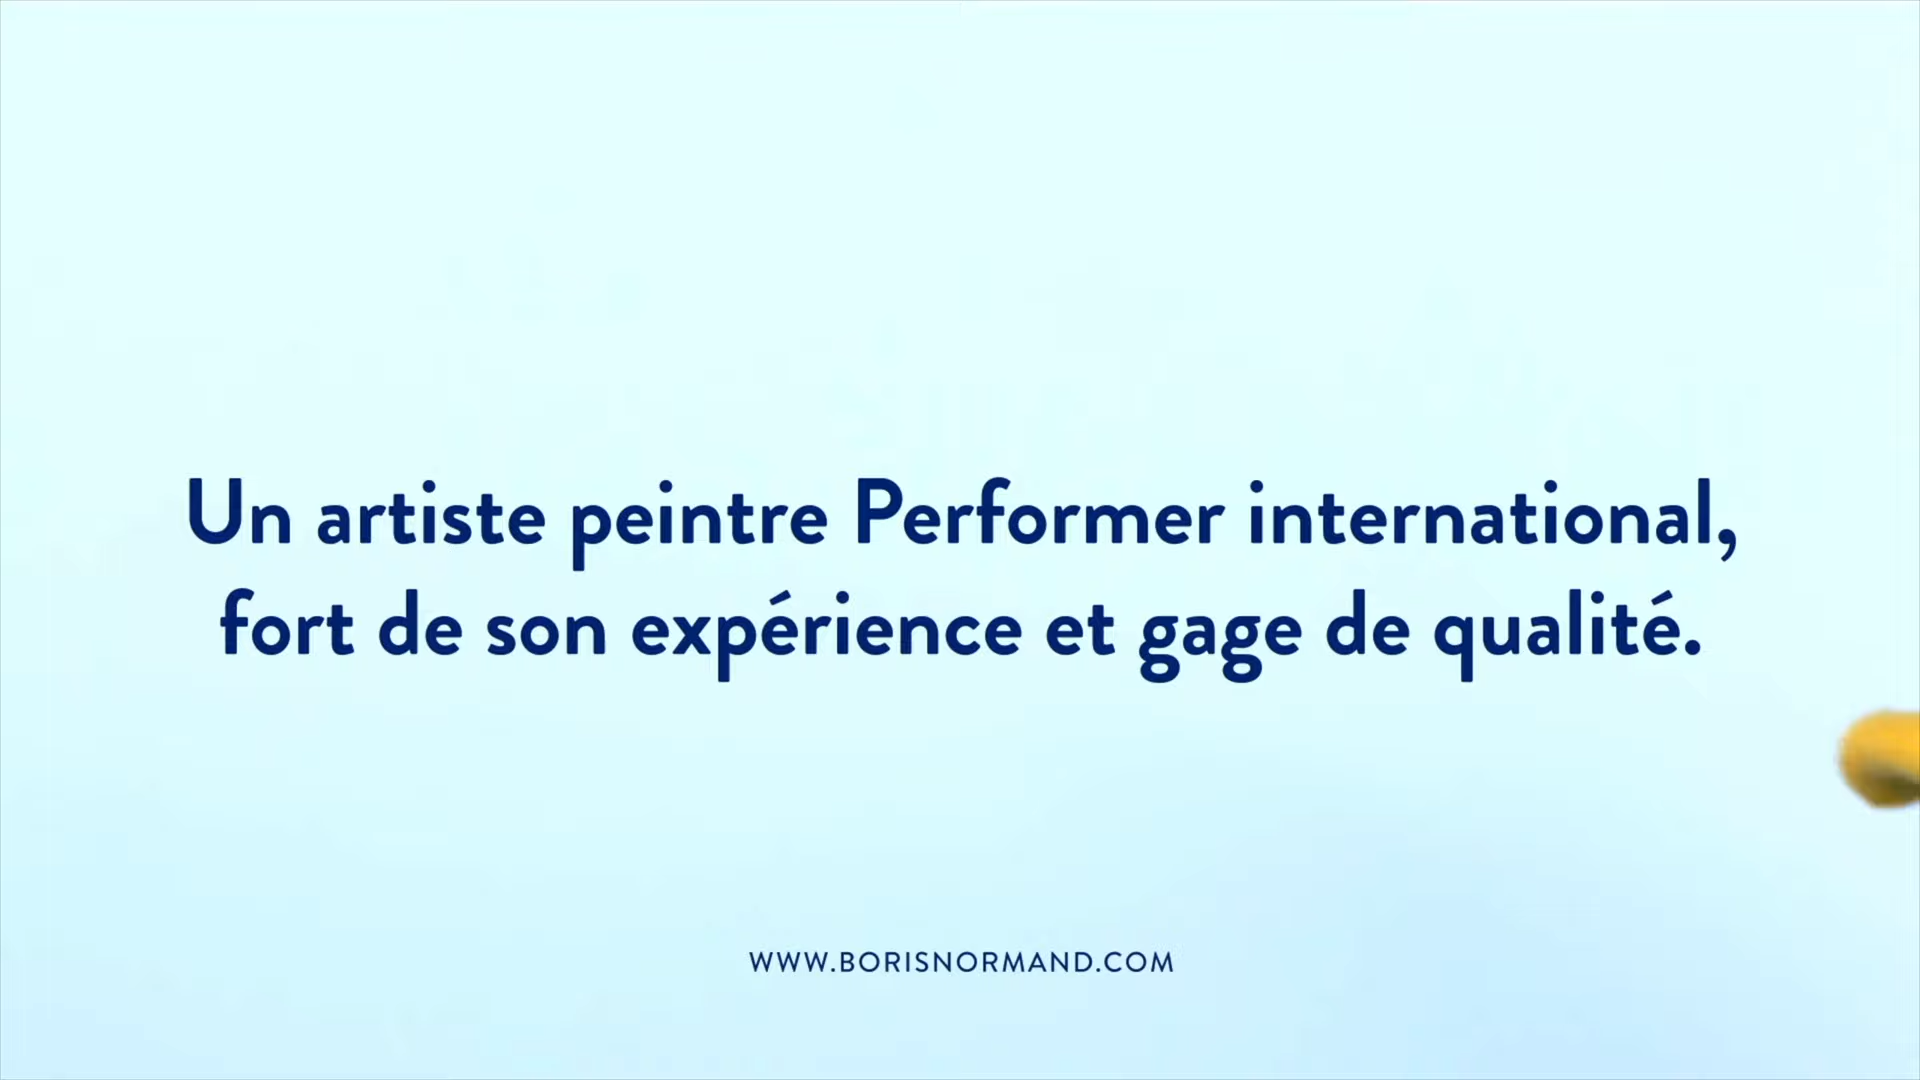 Un artiste peintre Performer international,
fort de son expérience et gage de qualité.
WWW.BORISNORMAND.COM